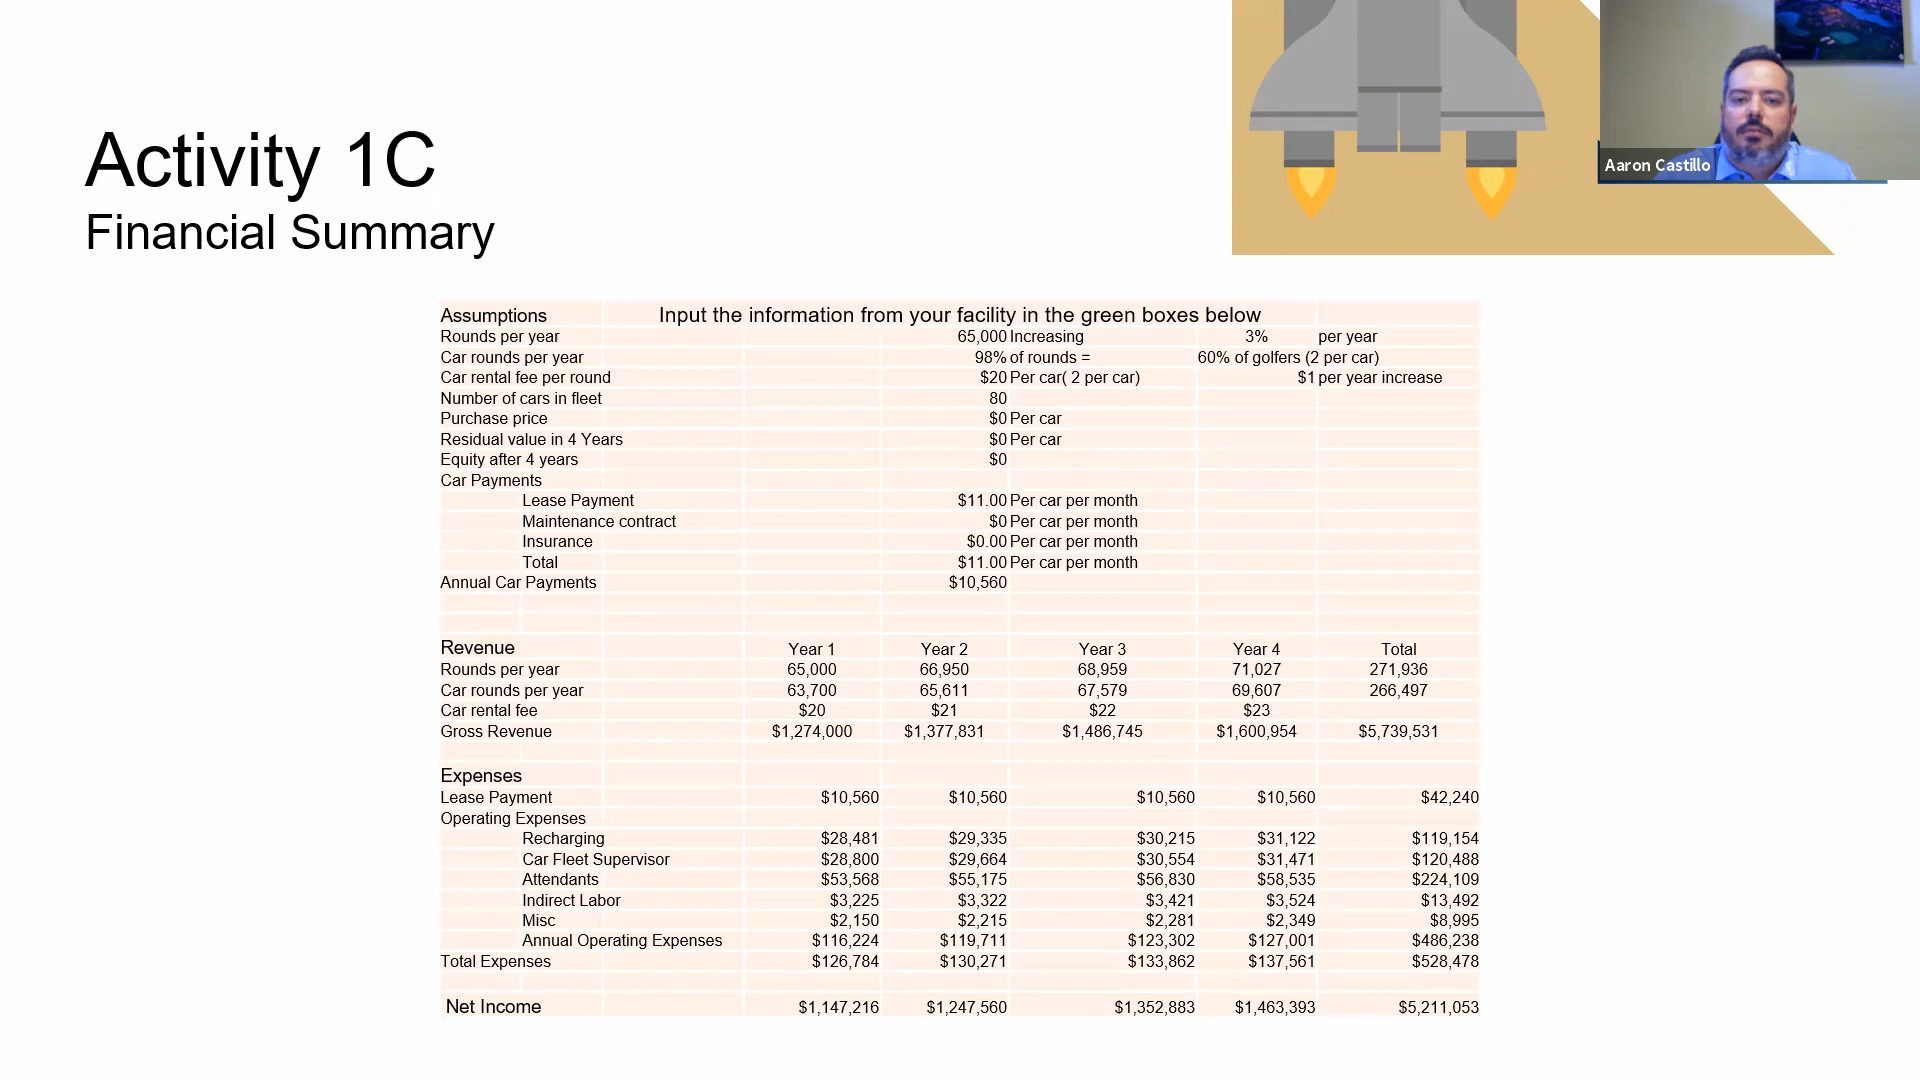 Activity 1C
Financial Summary
Aaron Castillo
Assumptions Input the information from your facility in the green boxes below
Rounds per year 65,000 Increasing 3% per year
Car rounds per year 98% of rounds = 60% of golfers (2 per car)
Car rental fee per round $20 Per car( 2 per car) $1 per year increase
Number of cars in fleet 80
Purchase price $0 Per car
Residual value in 4 Years $0 Per car
Equity after 4 years $0
Car Payments
Lease Payment $11.00 Per car per month
Maintenance contract $0 Per car per month
Insurance $0.00 Per car per month
Total $11.00 Per car per month
Annual Car Payments $10,560
Revenue Year 1 Year 2 Year 3 Year 4 Total
Rounds per year 65,000 66,950 68,959 71,027 271,936
Car rounds per year 63,700 65,611 67,579 69,607 266,497
Car rental fee $20 $21 $22 $23
Gross Revenue $1,274,000 $1,377,831 $1,486,745 $1,600,954 $5,739,531
Expenses
Lease Payment $10,560 $10,560 $10,560 $10,560 $42,240
Operating Expenses
Recharging $28,481 $29,335 $30,215 $31,122 $119,154
Car Fleet Supervisor $28,800 $29,664 $30,554 $31,471 $120,488
Attendants $53,568 $55,175 $56,830 $58,535 $224,109
Indirect Labor $3,225 $3,322 $3,421 $3,524 $13,492
Misc $2,150 $2,215 $2,281 $2,349 $8,995
Annual Operating Expenses $116,224 $119,711 $123,302 $127,001 $486,238
Total Expenses $126,784 $130,271 $133,862 $137,561 $528,478
Net Income $1,147,216 $1,247,560 $1,352,883 $1,463,393 $5,211,053